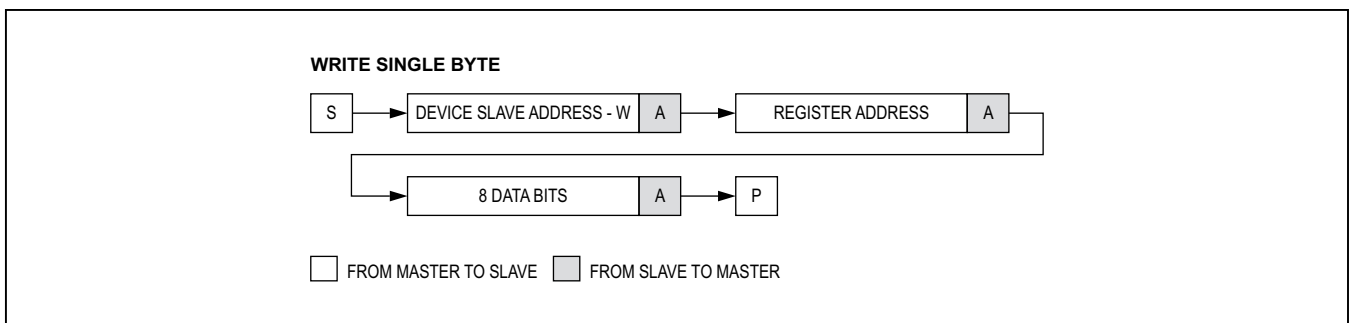 WRITE SINGLE BYTE
S DEVICE SLAVE ADDRESS - W A REGISTER ADDRESS A
8 DATA BITS A P
FROM MASTER TO SLAVE FROM SLAVE TO MASTER